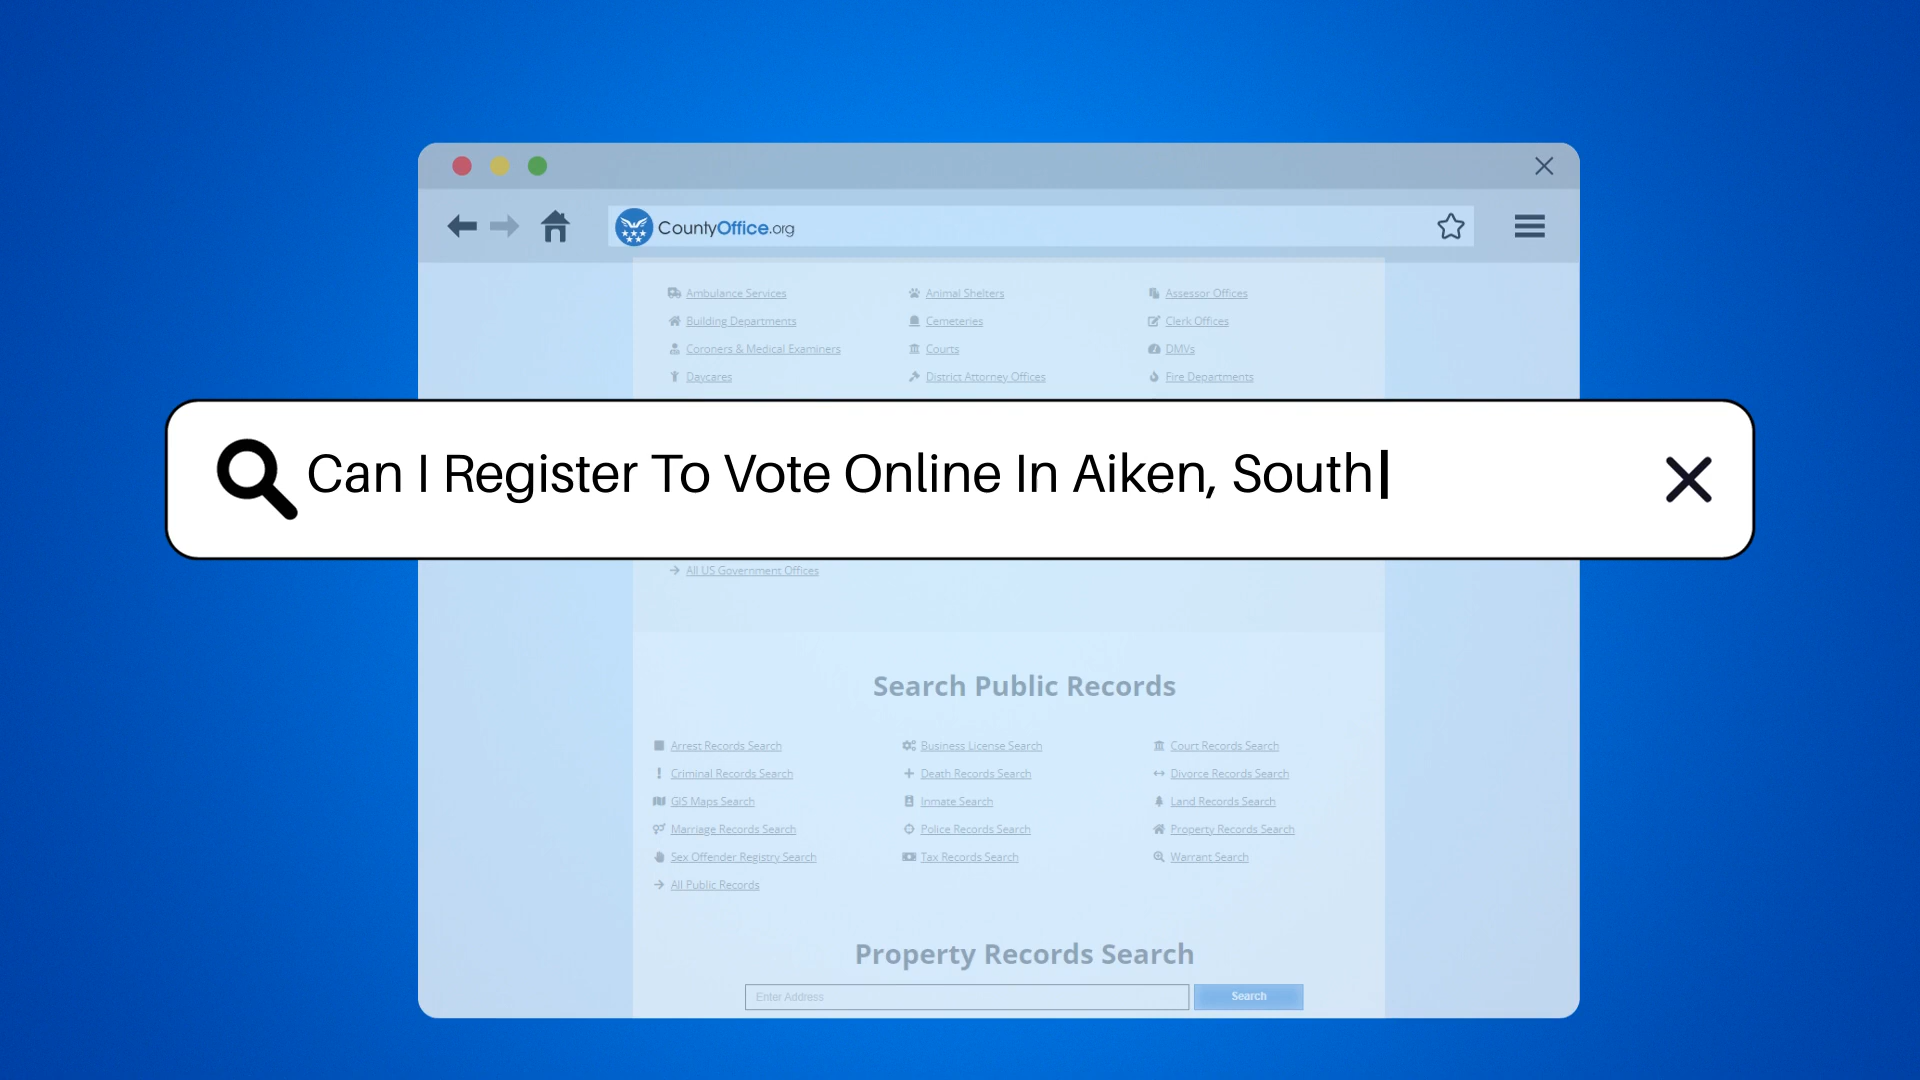 CountyOffice.org
Ambulance Services Animal Shelters Assessor Offices
Building Departments Cemeteries Clerk Offices
Coroners & Medical Examiners Courts DMVs
Daycares District Attorney Offices Fire Departments
Can I Register To Vote Online In Aiken, South
All US Government Offices
Search Public Records
Arrest Records Search Business License Search Court Records Search
Criminal Records Search Death Records Search Divorce Records Search
GIS Maps Search Inmate Search Land Records Search
Marriage Records Search Police Records Search Property Records Search
Sex Offender Registry Search Tax Records Search Warrant Search
All Public Records
Property Records Search
Enter Address Search